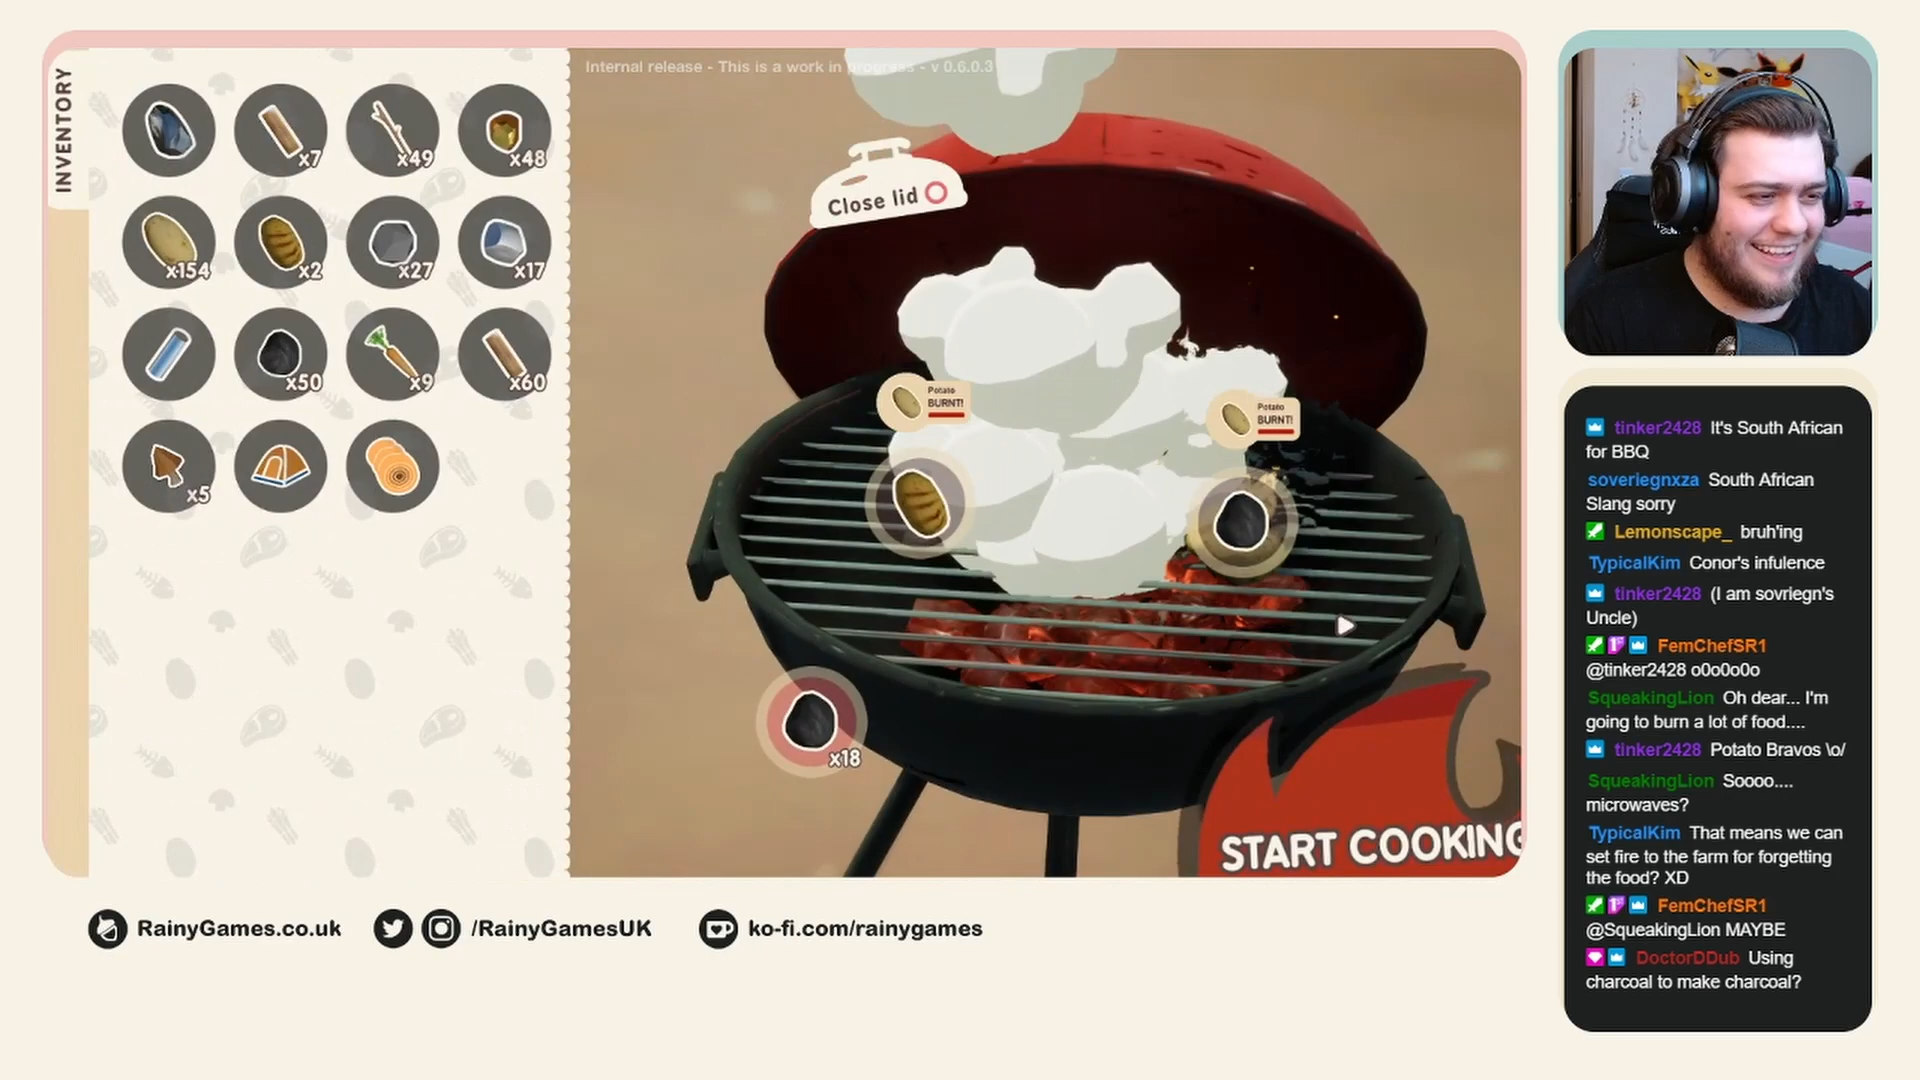 INVENTORY
Internal release - This is a work in progress - v 0.6.0.3
x7
x49
x48
x154
x2
x27
x17
x50
x9
x60
x5
Close lid
Potato
BURNT!
Potato
BURNT!
x18
START COOKING
RainyGames.co.uk
/RainyGamesUK
ko-fi.com/rainygames
tinker2428 It's South African
for BBQ
soveriegnxza South African
Slang sorry
Lemonscape_ bruh'ing
TypicalKim Conor's infulence
tinker2428 (I am sovriegn's
Uncle)
FemChefSR1
@tinker2428 o0o0o0o
SqueakingLion Oh dear... I'm
going to burn a lot of food....
tinker2428 Potato Bravos \o/
SqueakingLion Soooo....
microwaves?
TypicalKim That means we can
set fire to the farm for forgetting
the food? XD
FemChefSR1
@SqueakingLion MAYBE
DoctorDDub Using
charcoal to make charcoal?